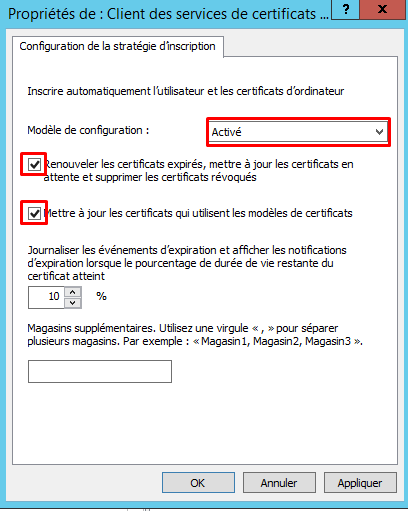 Propriétés de : Client des services de certificats ...
? x
Configuration de la stratégie d'inscription
Inscrire automatiquement l'utilisateur et les certificats d'ordinateur
Modèle de configuration :
Activé
Renouveler les certificats expirés, mettre à jour les certificats en
attente et supprimer les certificats révoqués
Mettre à jour les certificats qui utilisent les modèles de certificats
Journaliser les événements d'expiration et afficher les notifications
d'expiration lorsque le pourcentage de durée de vie restante du
certificat atteint
10 %
Magasins supplémentaires. Utilisez une virgule « , » pour séparer
plusieurs magasins. Par exemple : « Magasin1, Magasin2, Magasin3 ».
OK Annuler Appliquer